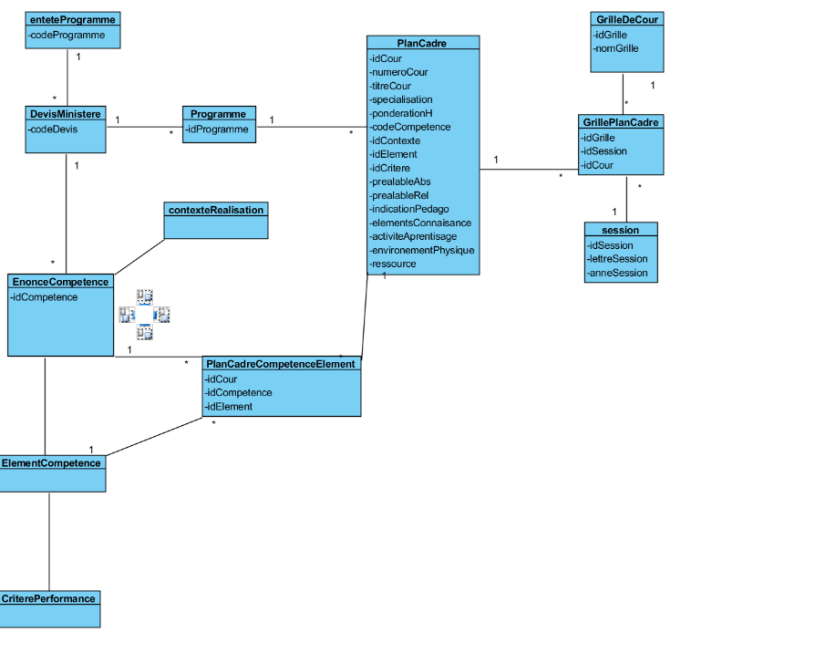 enteteProgramme
-codeProgramme
1
*
DevisMinistere
-codeDevis
1
*
Programme
-idProgramme
1
*
PlanCadre
-idCour
-numeroCour
-titreCour
-specialisation
-ponderationH
-codeCompetence
-idContexte
-idElement
-idCritere
-prealableAbs
-prealableRel
-indicationPedago
-elementsConnaisance
-activiteAprentisage
-environementPhysique
-ressource
1
GrilleDeCour
-idGrille
-nomGrille
1
*
GrillePlanCadre
-idGrille
-idSession
-idCour
1
*
*
1
session
-idSession
-lettreSession
-anneSession
1
*
contexteRealisation
EnonceCompetence
-idCompetence
1
*
*
PlanCadreCompetenceElement
-idCour
-idCompetence
-idElement
*
1
ElementCompetence
CriterePerformance